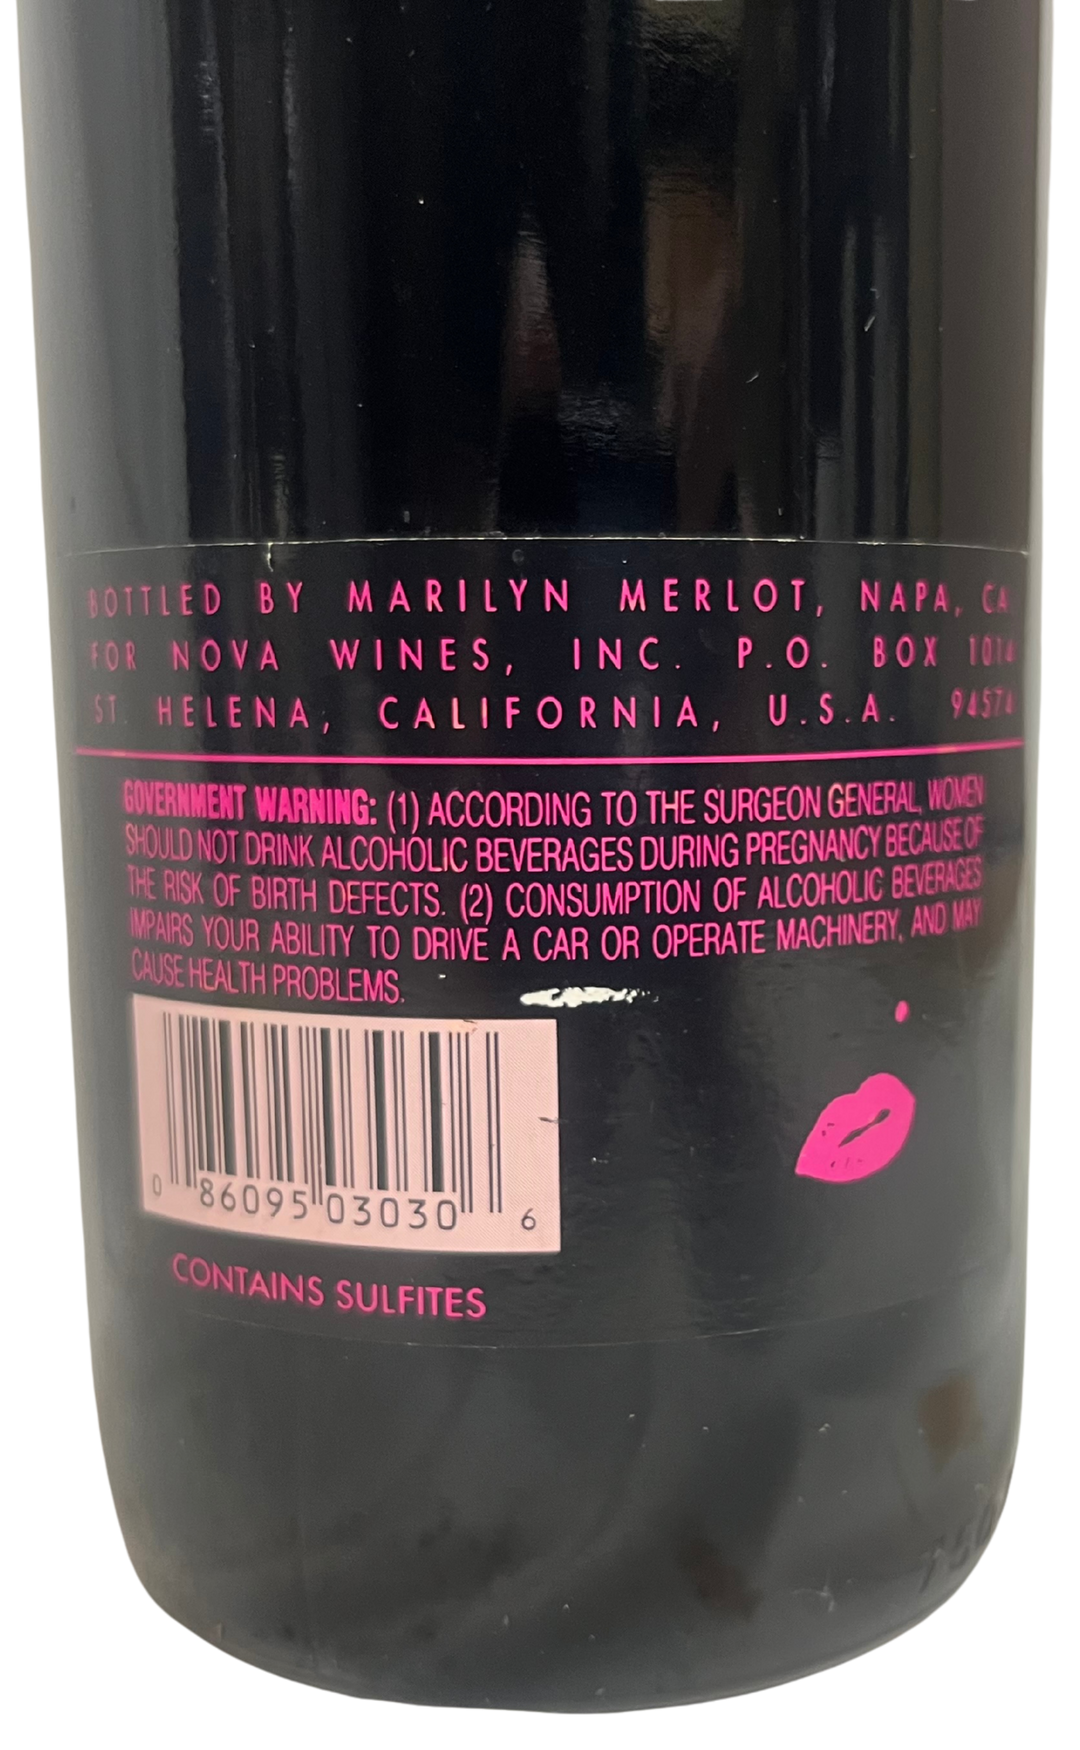 BOTTLED BY MARILYN MERLOT, NAPA, CA.
FOR NOVA WINES, INC. P.O. BOX 1014
ST. HELENA, CALIFORNIA, U.S.A. 94574
GOVERNMENT WARNING: (1) ACCORDING TO THE SURGEON GENERAL, WOMEN
SHOULD NOT DRINK ALCOHOLIC BEVERAGES DURING PREGNANCY BECAUSE OF
THE RISK OF BIRTH DEFECTS. (2) CONSUMPTION OF ALCOHOLIC BEVERAGES
IMPAIRS YOUR ABILITY TO DRIVE A CAR OR OPERATE MACHINERY, AND MAY
CAUSE HEALTH PROBLEMS.
0 86095 03030 6
CONTAINS SULFITES